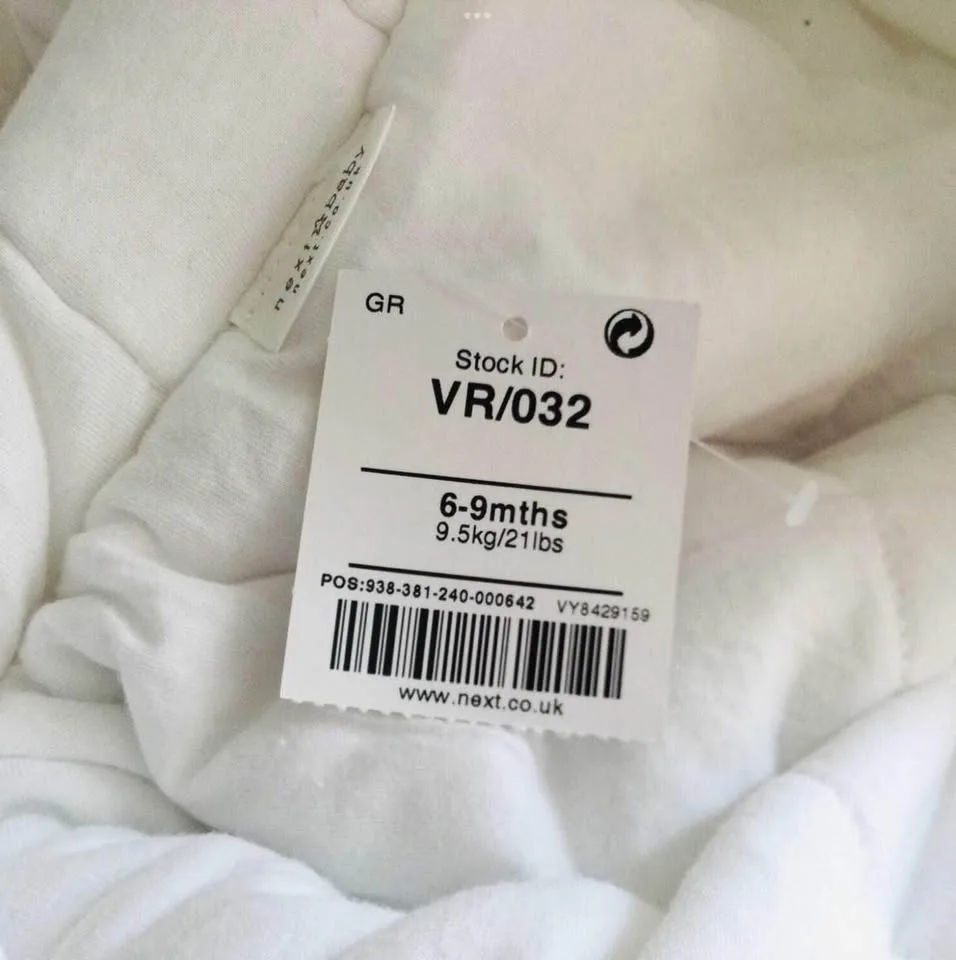 GR
Stock ID:
VR/032
6-9mths
9.5kg/21lbs
POS:938-381-240-000642 VY8429159
www.next.co.uk